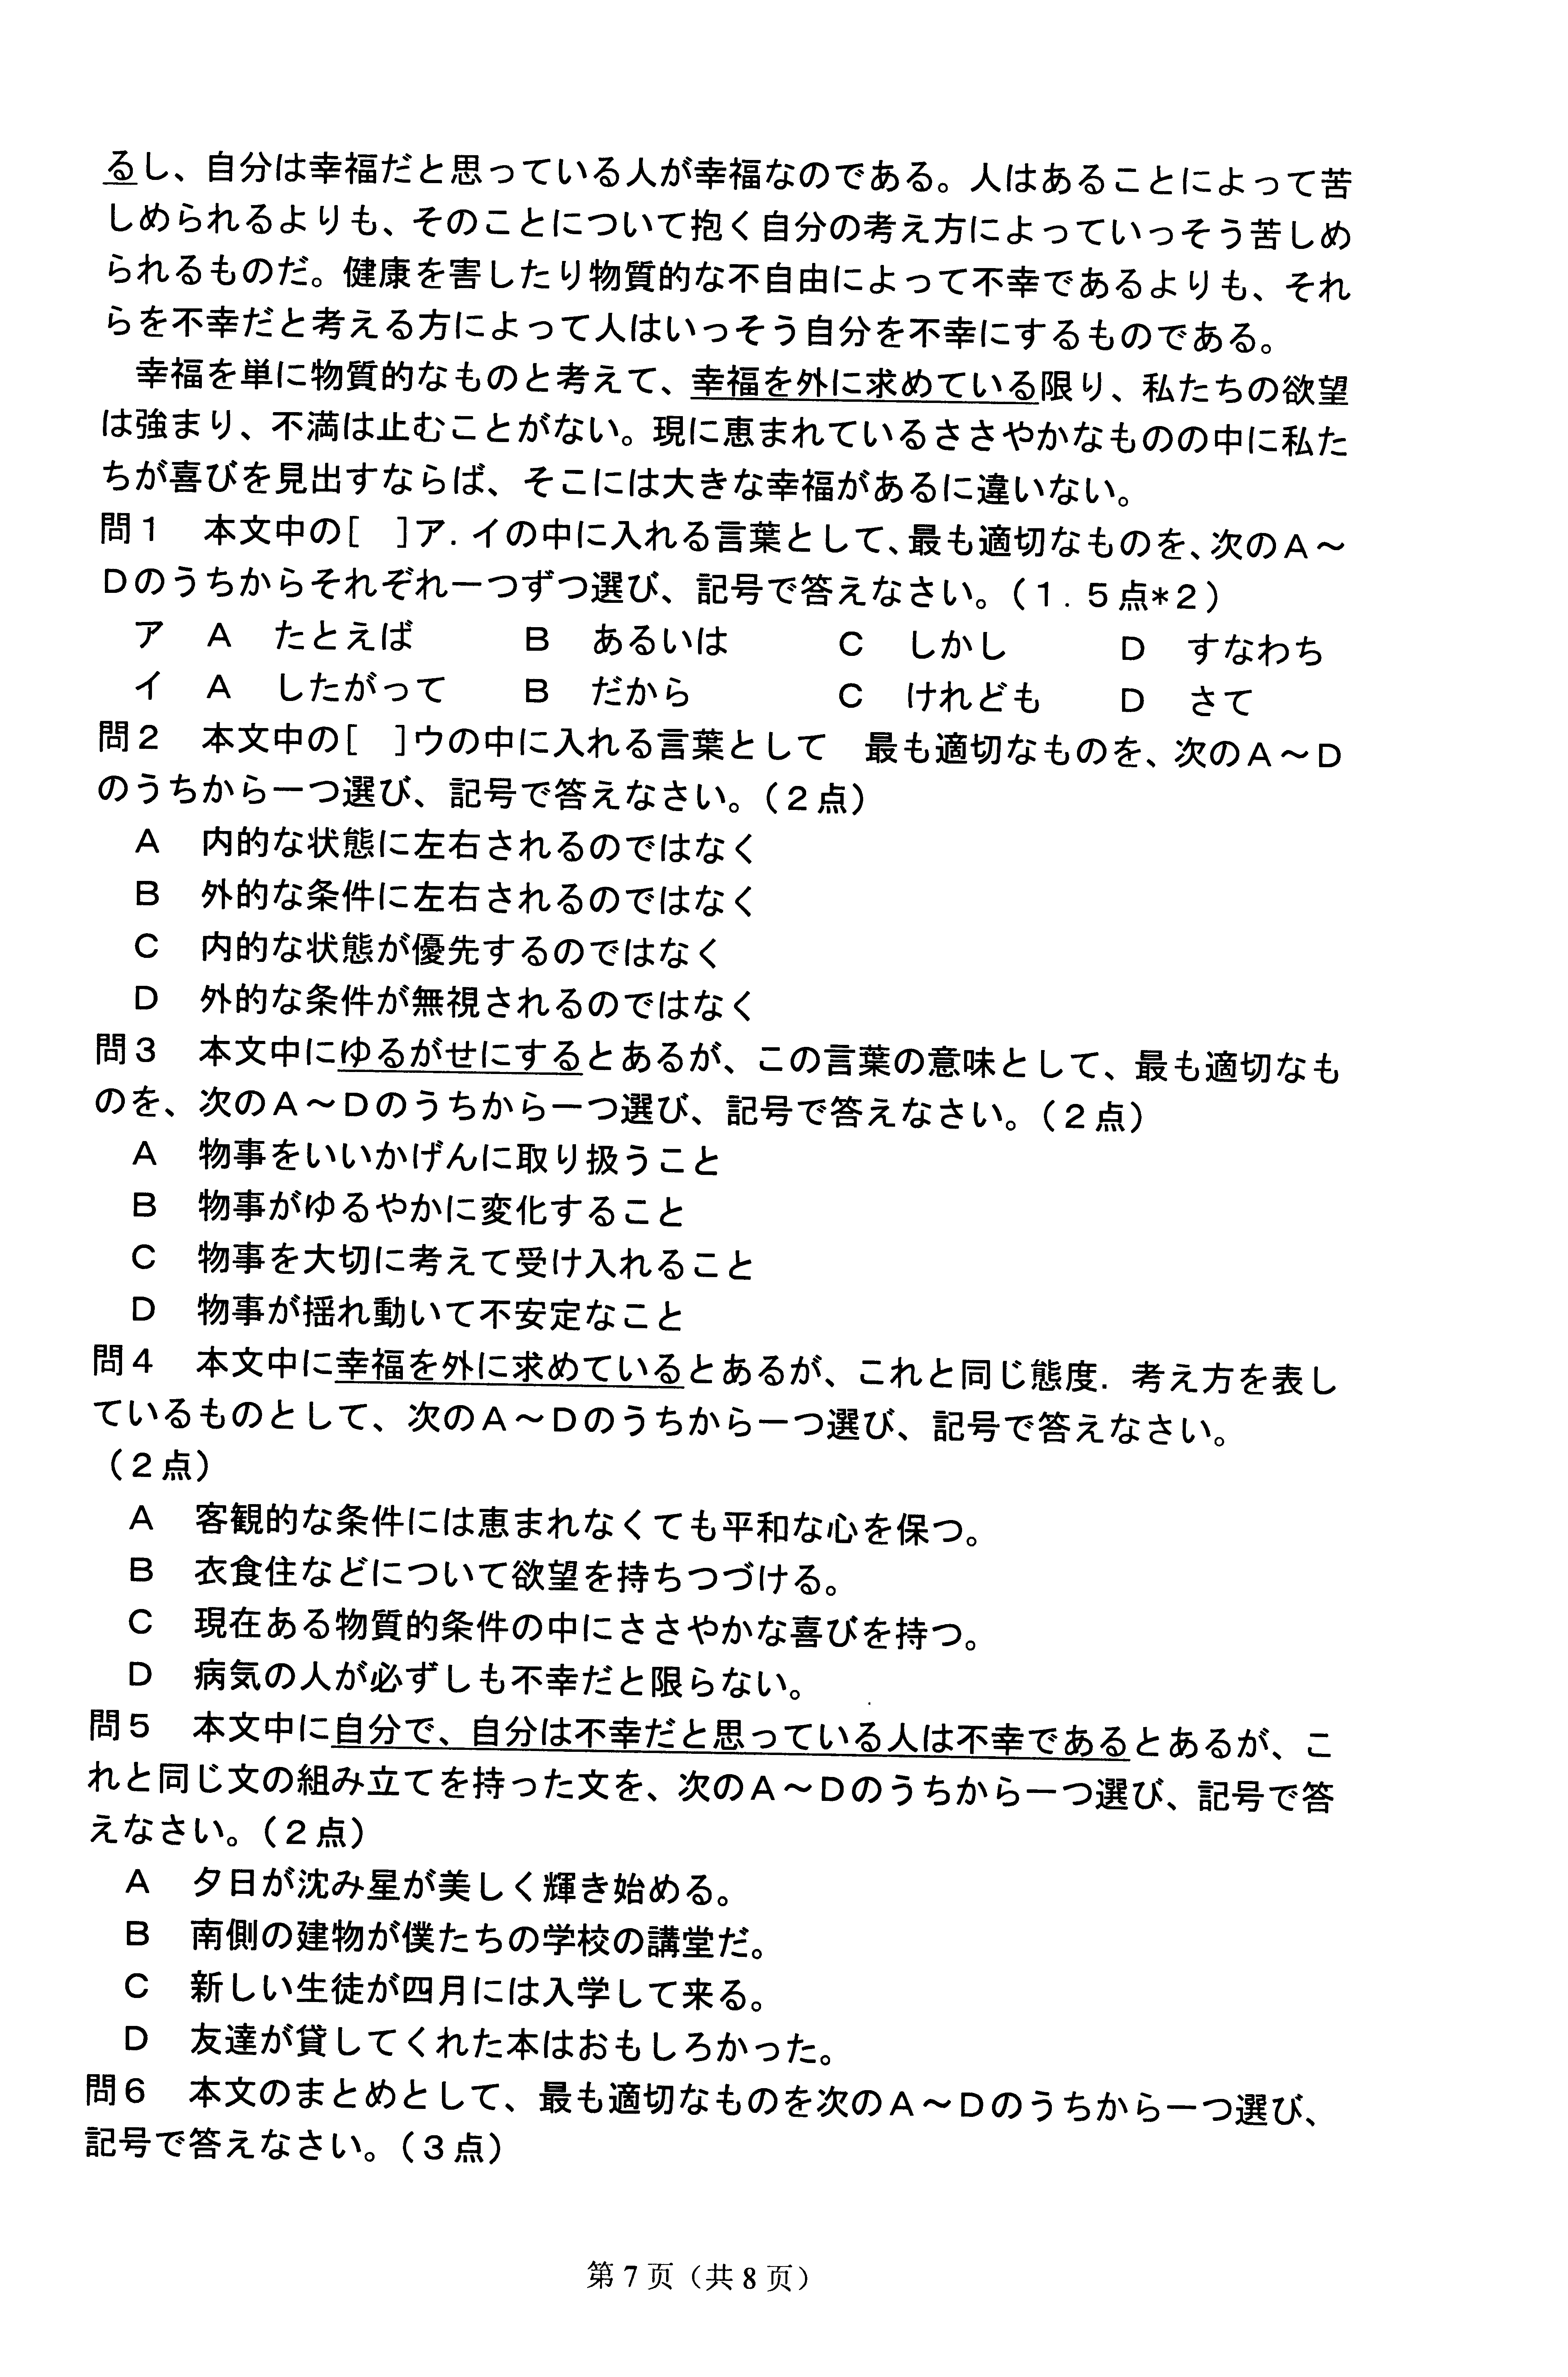 るし、自分は幸福だと思っている人が幸福なのである。人はあることによって苦
しめられるよりも、そのことについて抱く自分の考え方によっていっそう苦しめ
られるものだ。健康を害したり物質的な不自由によって不幸であるよりも、それ
らを不幸だと考える方によって人はいっそう自分を不幸にするものである。
幸福を単に物質的なものと考えて、幸福を外に求めている限り、私たちの欲望
は強まり、不満は止むことがない。現に恵まれているささやかなものの中に私た
ちが喜びを見出すならば、そこには大きな幸福があるに違いない。
問1 本文中の[ ]ア.イの中に入れる言葉として、最も適切なものを、次のA～
Dのうちからそれぞれ一つずつ選び、記号で答えなさい。(1.5点*2)
ア A たとえば B あるいは C しかし D すなわち
イ A したがって B だから C けれども D さて
問2 本文中の[ ]ウの中に入れる言葉として 最も適切なものを、次のA～D
のうちから一つ選び、記号で答えなさい。(2点)
A 内的な状態に左右されるのではなく
B 外的な条件に左右されるのではなく
C 内的な状態が優先するのではなく
D 外的な条件が無視されるのではなく
問3 本文中にゆるがせにするとあるが、この言葉の意味として、最も適切なも
のを、次のA～Dのうちから一つ選び、記号で答えなさい。(2点)
A 物事をいいかげんに取り扱うこと
B 物事がゆるやかに変化すること
C 物事を大切に考えて受け入れること
D 物事が揺れ動いて不安定なこと
問4 本文中に幸福を外に求めているとあるが、これと同じ態度.考え方を表し
ているものとして、次のA～Dのうちから一つ選び、記号で答えなさい。
(2点)
A 客観的な条件には恵まれなくても平和な心を保つ。
B 衣食住などについて欲望を持ちつづける。
C 現在ある物質的条件の中にささやかな喜びを持つ。
D 病気の人が必ずしも不幸だと限らない。
問5 本文中に自分で、自分は不幸だと思っている人は不幸であるとあるが、こ
れと同じ文の組み立てを持った文を、次のA～Dのうちから一つ選び、記号で答
えなさい。(2点)
A 夕日が沈み星が美しく輝き始める。
B 南側の建物が僕たちの学校の講堂だ。
C 新しい生徒が四月には入学して来る。
D 友達が貸してくれた本はおもしろかった。
問6 本文のまとめとして、最も適切なものを次のA～Dのうちから一つ選び、
記号で答えなさい。(3点)
第7页(共8页)